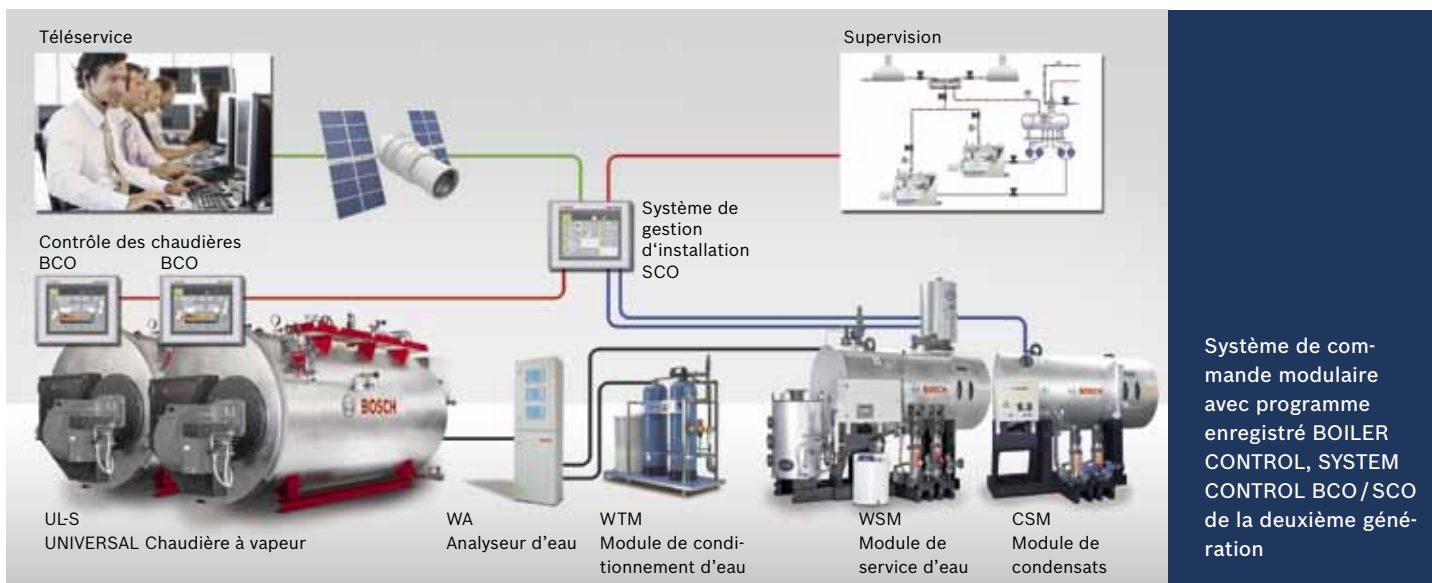 Téléservice
Supervision
Système de
gestion
d‘installation
SCO
Contrôle des chaudières
BCO BCO
BOSCH
BOSCH
BOSCH
UL-S
UNIVERSAL Chaudière à vapeur
WA
Analyseur d’eau
WTM
Module de condi-
tionnement d’eau
WSM
Module de
service d’eau
CSM
Module de
condensats
Système de com-
mande modulaire
avec programme
enregistré BOILER
CONTROL, SYSTEM
CONTROL BCO / SCO
de la deuxième géné-
ration